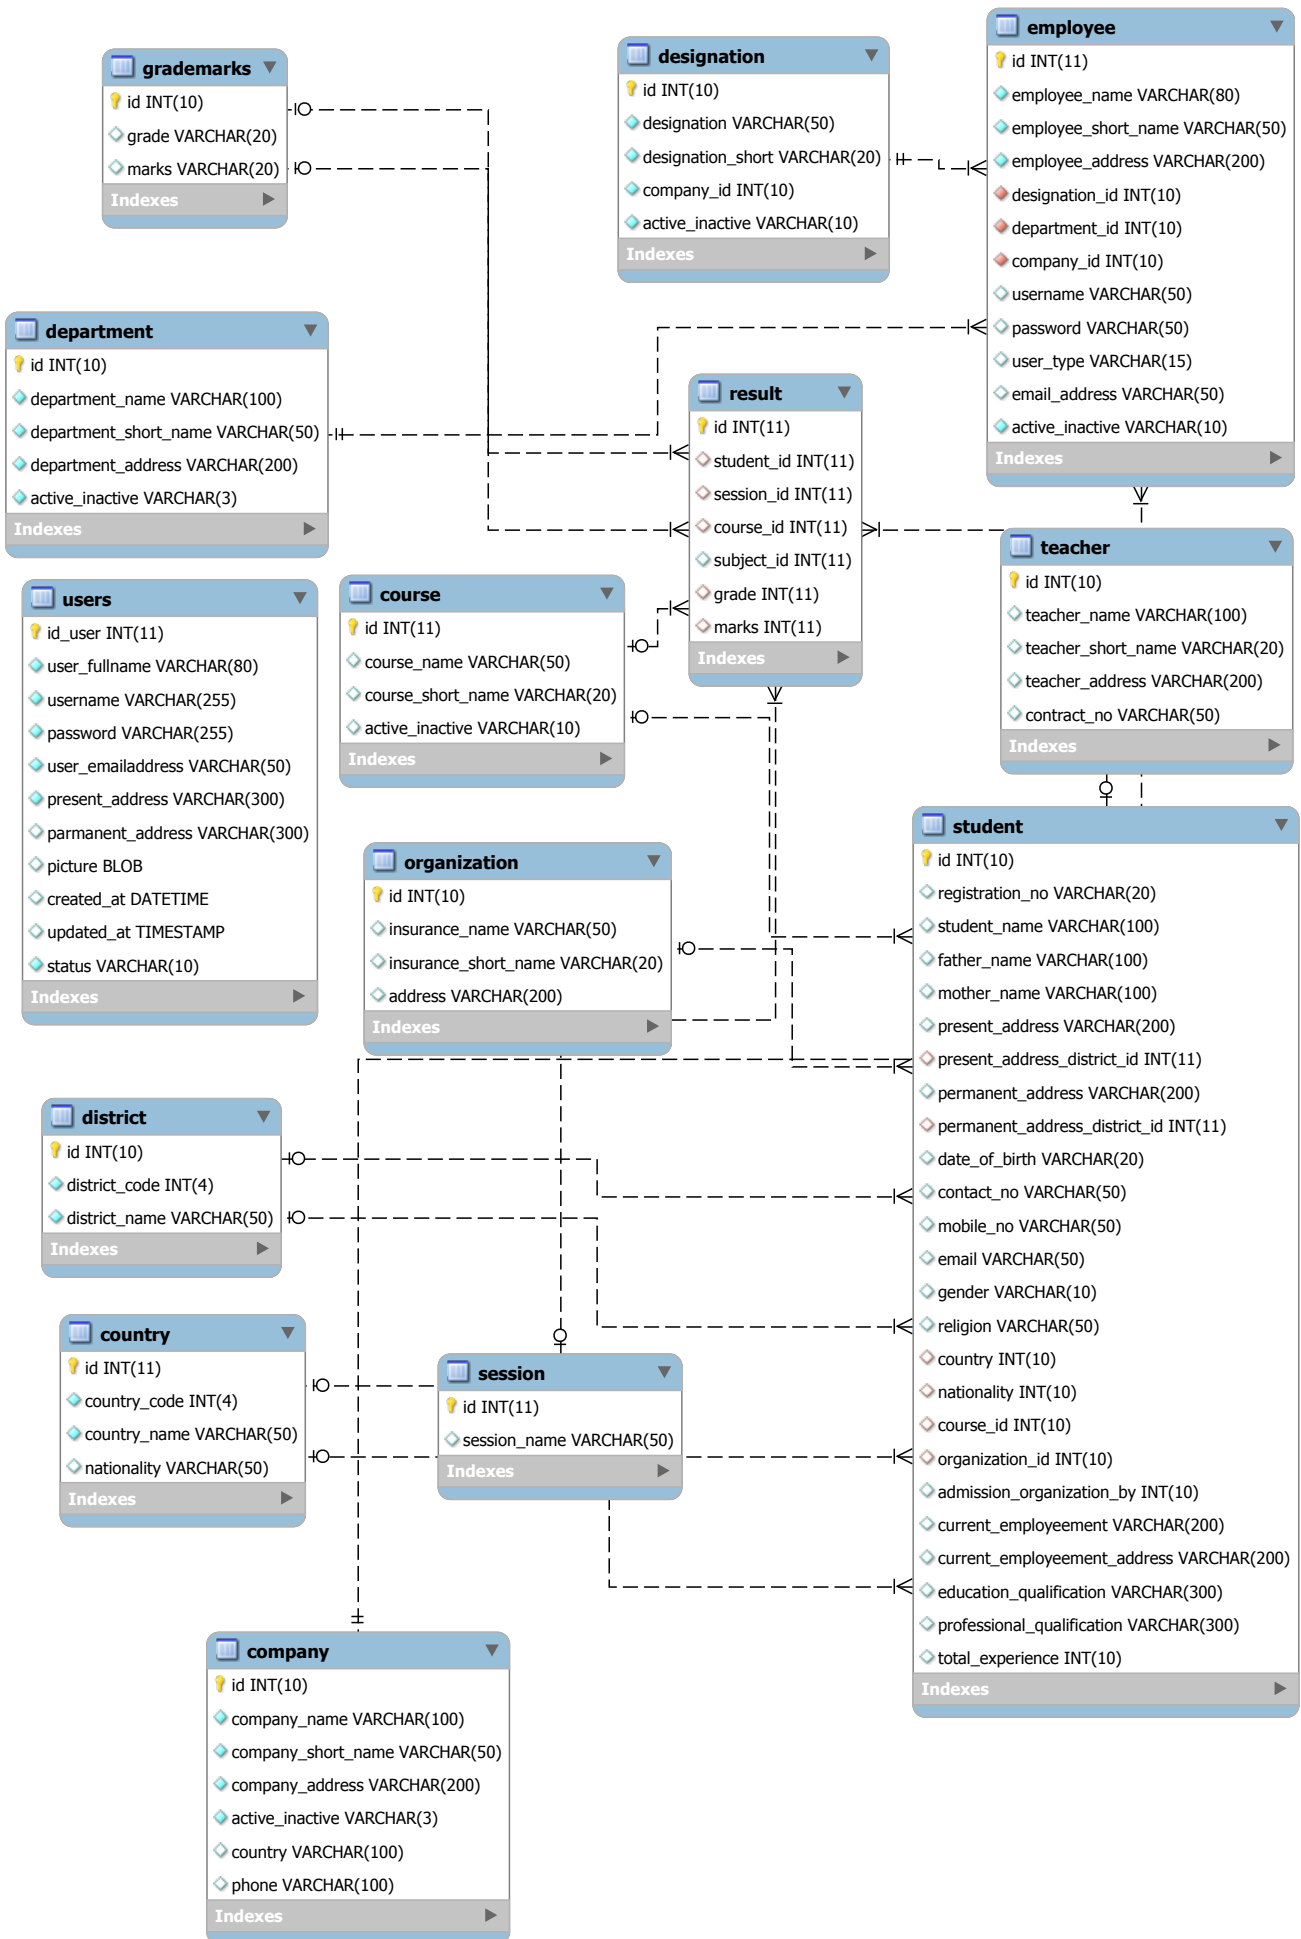 grademarks
id INT(10)
grade VARCHAR(20)
marks VARCHAR(20)
Indexes
designation
id INT(10)
designation VARCHAR(50)
designation_short VARCHAR(20)
company_id INT(10)
active_inactive VARCHAR(10)
Indexes
employee
id INT(11)
employee_name VARCHAR(80)
employee_short_name VARCHAR(50)
employee_address VARCHAR(200)
designation_id INT(10)
department_id INT(10)
company_id INT(10)
username VARCHAR(50)
password VARCHAR(50)
user_type VARCHAR(15)
email_address VARCHAR(50)
active_inactive VARCHAR(10)
Indexes
department
id INT(10)
department_name VARCHAR(100)
department_short_name VARCHAR(50)
department_address VARCHAR(200)
active_inactive VARCHAR(3)
Indexes
result
id INT(11)
student_id INT(11)
session_id INT(11)
course_id INT(11)
subject_id INT(11)
grade INT(11)
marks INT(11)
Indexes
teacher
id INT(10)
teacher_name VARCHAR(100)
teacher_short_name VARCHAR(20)
teacher_address VARCHAR(200)
contract_no VARCHAR(50)
Indexes
users
id_user INT(11)
user_fullname VARCHAR(80)
username VARCHAR(255)
password VARCHAR(255)
user_emailaddress VARCHAR(50)
present_address VARCHAR(300)
parmanent_address VARCHAR(300)
picture BLOB
created_at DATETIME
updated_at TIMESTAMP
status VARCHAR(10)
Indexes
course
id INT(11)
course_name VARCHAR(50)
course_short_name VARCHAR(20)
active_inactive VARCHAR(10)
Indexes
organization
id INT(10)
insurance_name VARCHAR(50)
insurance_short_name VARCHAR(20)
address VARCHAR(200)
Indexes
student
id INT(10)
registration_no VARCHAR(20)
student_name VARCHAR(100)
father_name VARCHAR(100)
mother_name VARCHAR(100)
present_address VARCHAR(200)
present_address_district_id INT(11)
permanent_address VARCHAR(200)
permanent_address_district_id INT(11)
date_of_birth VARCHAR(20)
contact_no VARCHAR(50)
mobile_no VARCHAR(50)
email VARCHAR(50)
gender VARCHAR(10)
religion VARCHAR(50)
country INT(10)
nationality INT(10)
course_id INT(10)
organization_id INT(10)
admission_organization_by INT(10)
current_employeement VARCHAR(200)
current_employeement_address VARCHAR(200)
education_qualification VARCHAR(300)
professional_qualification VARCHAR(300)
total_experience INT(10)
Indexes
district
id INT(10)
district_code INT(4)
district_name VARCHAR(50)
Indexes
country
id INT(11)
country_code INT(4)
country_name VARCHAR(50)
nationality VARCHAR(50)
Indexes
session
id INT(11)
session_name VARCHAR(50)
Indexes
company
id INT(10)
company_name VARCHAR(100)
company_short_name VARCHAR(50)
company_address VARCHAR(200)
active_inactive VARCHAR(3)
country VARCHAR(100)
phone VARCHAR(100)
Indexes